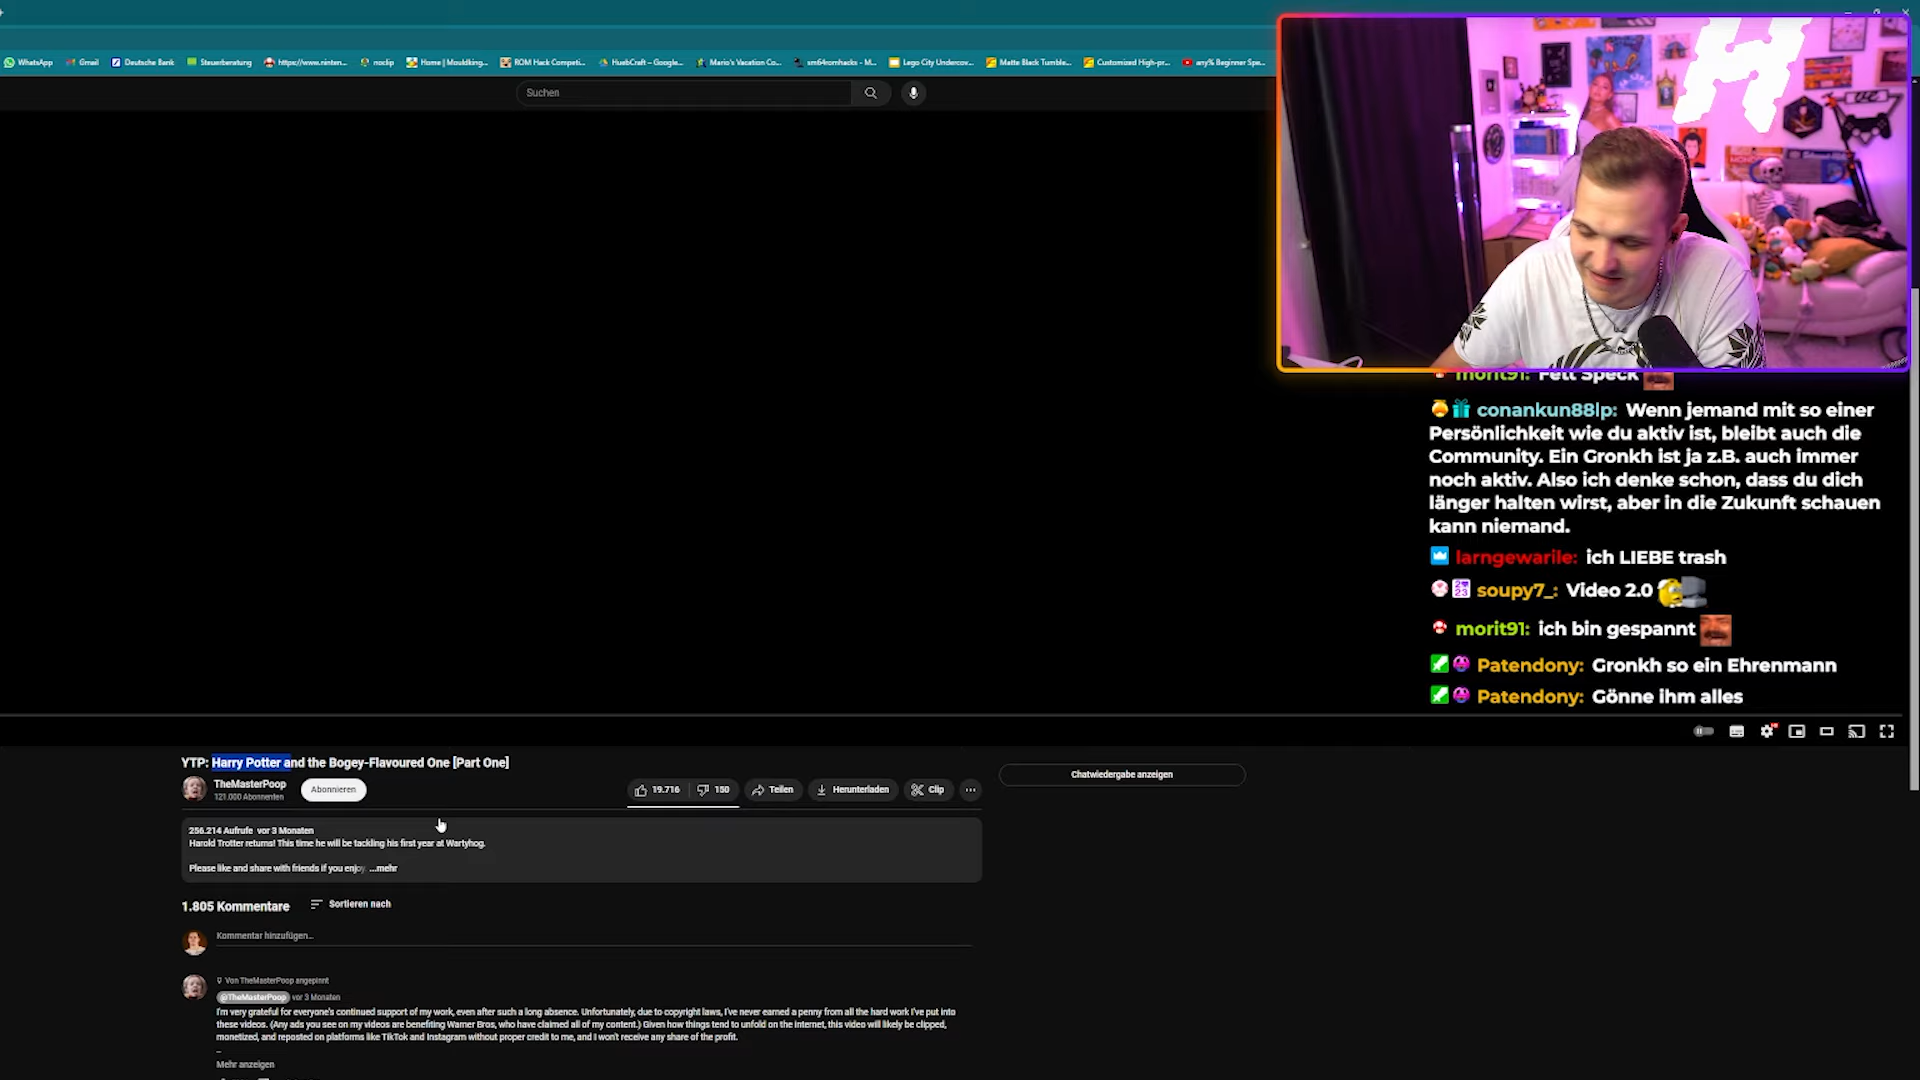 WhatsApp
Gmail
Deutsche Bank
Steuerberatung
https://www.ninten...
noclip
Home | Mouldking...
ROM Hack Competi...
HuebCraft – Google...
Mario's Vacation Co...
sm64romhacks - M...
Lego City Undercov...
Matte Black Tumble...
Customized High-pr...
any% Beginner Spe...
Suchen
morit91: Fett Speck
conankun88lp: Wenn jemand mit so einer
Persönlichkeit wie du aktiv ist, bleibt auch die
Community. Ein Gronkh ist ja z.B. auch immer
noch aktiv. Also ich denke schon, dass du dich
länger halten wirst, aber in die Zukunft schauen
kann niemand.
larngewarile: ich LIEBE trash
soupy7_: Video 2.0
morit91: ich bin gespannt
Patendony: Gronkh so ein Ehrenmann
Patendony: Gönne ihm alles
YTP: Harry Potter and the Bogey-Flavoured One [Part One]
TheMasterPoop
121.000 Abonnenten
Abonnieren
19.716
150
Teilen
Herunterladen
Clip
Chatwiedergabe anzeigen
256.214 Aufrufe vor 3 Monaten
Harold Trotter returns! This time he will be tackling his first year at Wartyhog.
Please like and share with friends if you enjoy ...mehr
1.805 Kommentare
Sortieren nach
Kommentar hinzufügen...
Von TheMasterPoop angepinnt
@TheMasterPoop vor 3 Monaten
I'm very grateful for everyone's continued support of my work, even after such a long absence. Unfortunately, due to copyright laws, I've never earned a penny from all the hard work I've put into
these videos. (Any ads you see on my videos are benefiting Warner Bros, who have claimed all of my content.) Given how things tend to unfold on the internet, this video will likely be clipped,
monetized, and reposted on platforms like TikTok and Instagram without proper credit to me, and I won't receive any share of the profit.
–
Mehr anzeigen